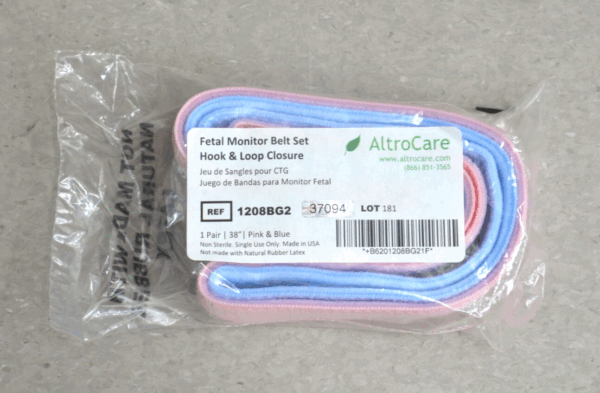 Fetal Monitor Belt Set
Hook & Loop Closure
Jeu de Sangles pour CTG
Juego de Bandas para Monitor Fetal
AltroCare
www.altrocare.com
(866) 851-3565
REF 1208BG2 37094 LOT 181
1 Pair | 38" | Pink & Blue
Non Sterile. Single Use Only. Made in USA
Not made with Natural Rubber Latex
*+B6201208BG21F*
NOT MADE WITH
NATURAL RUBBE